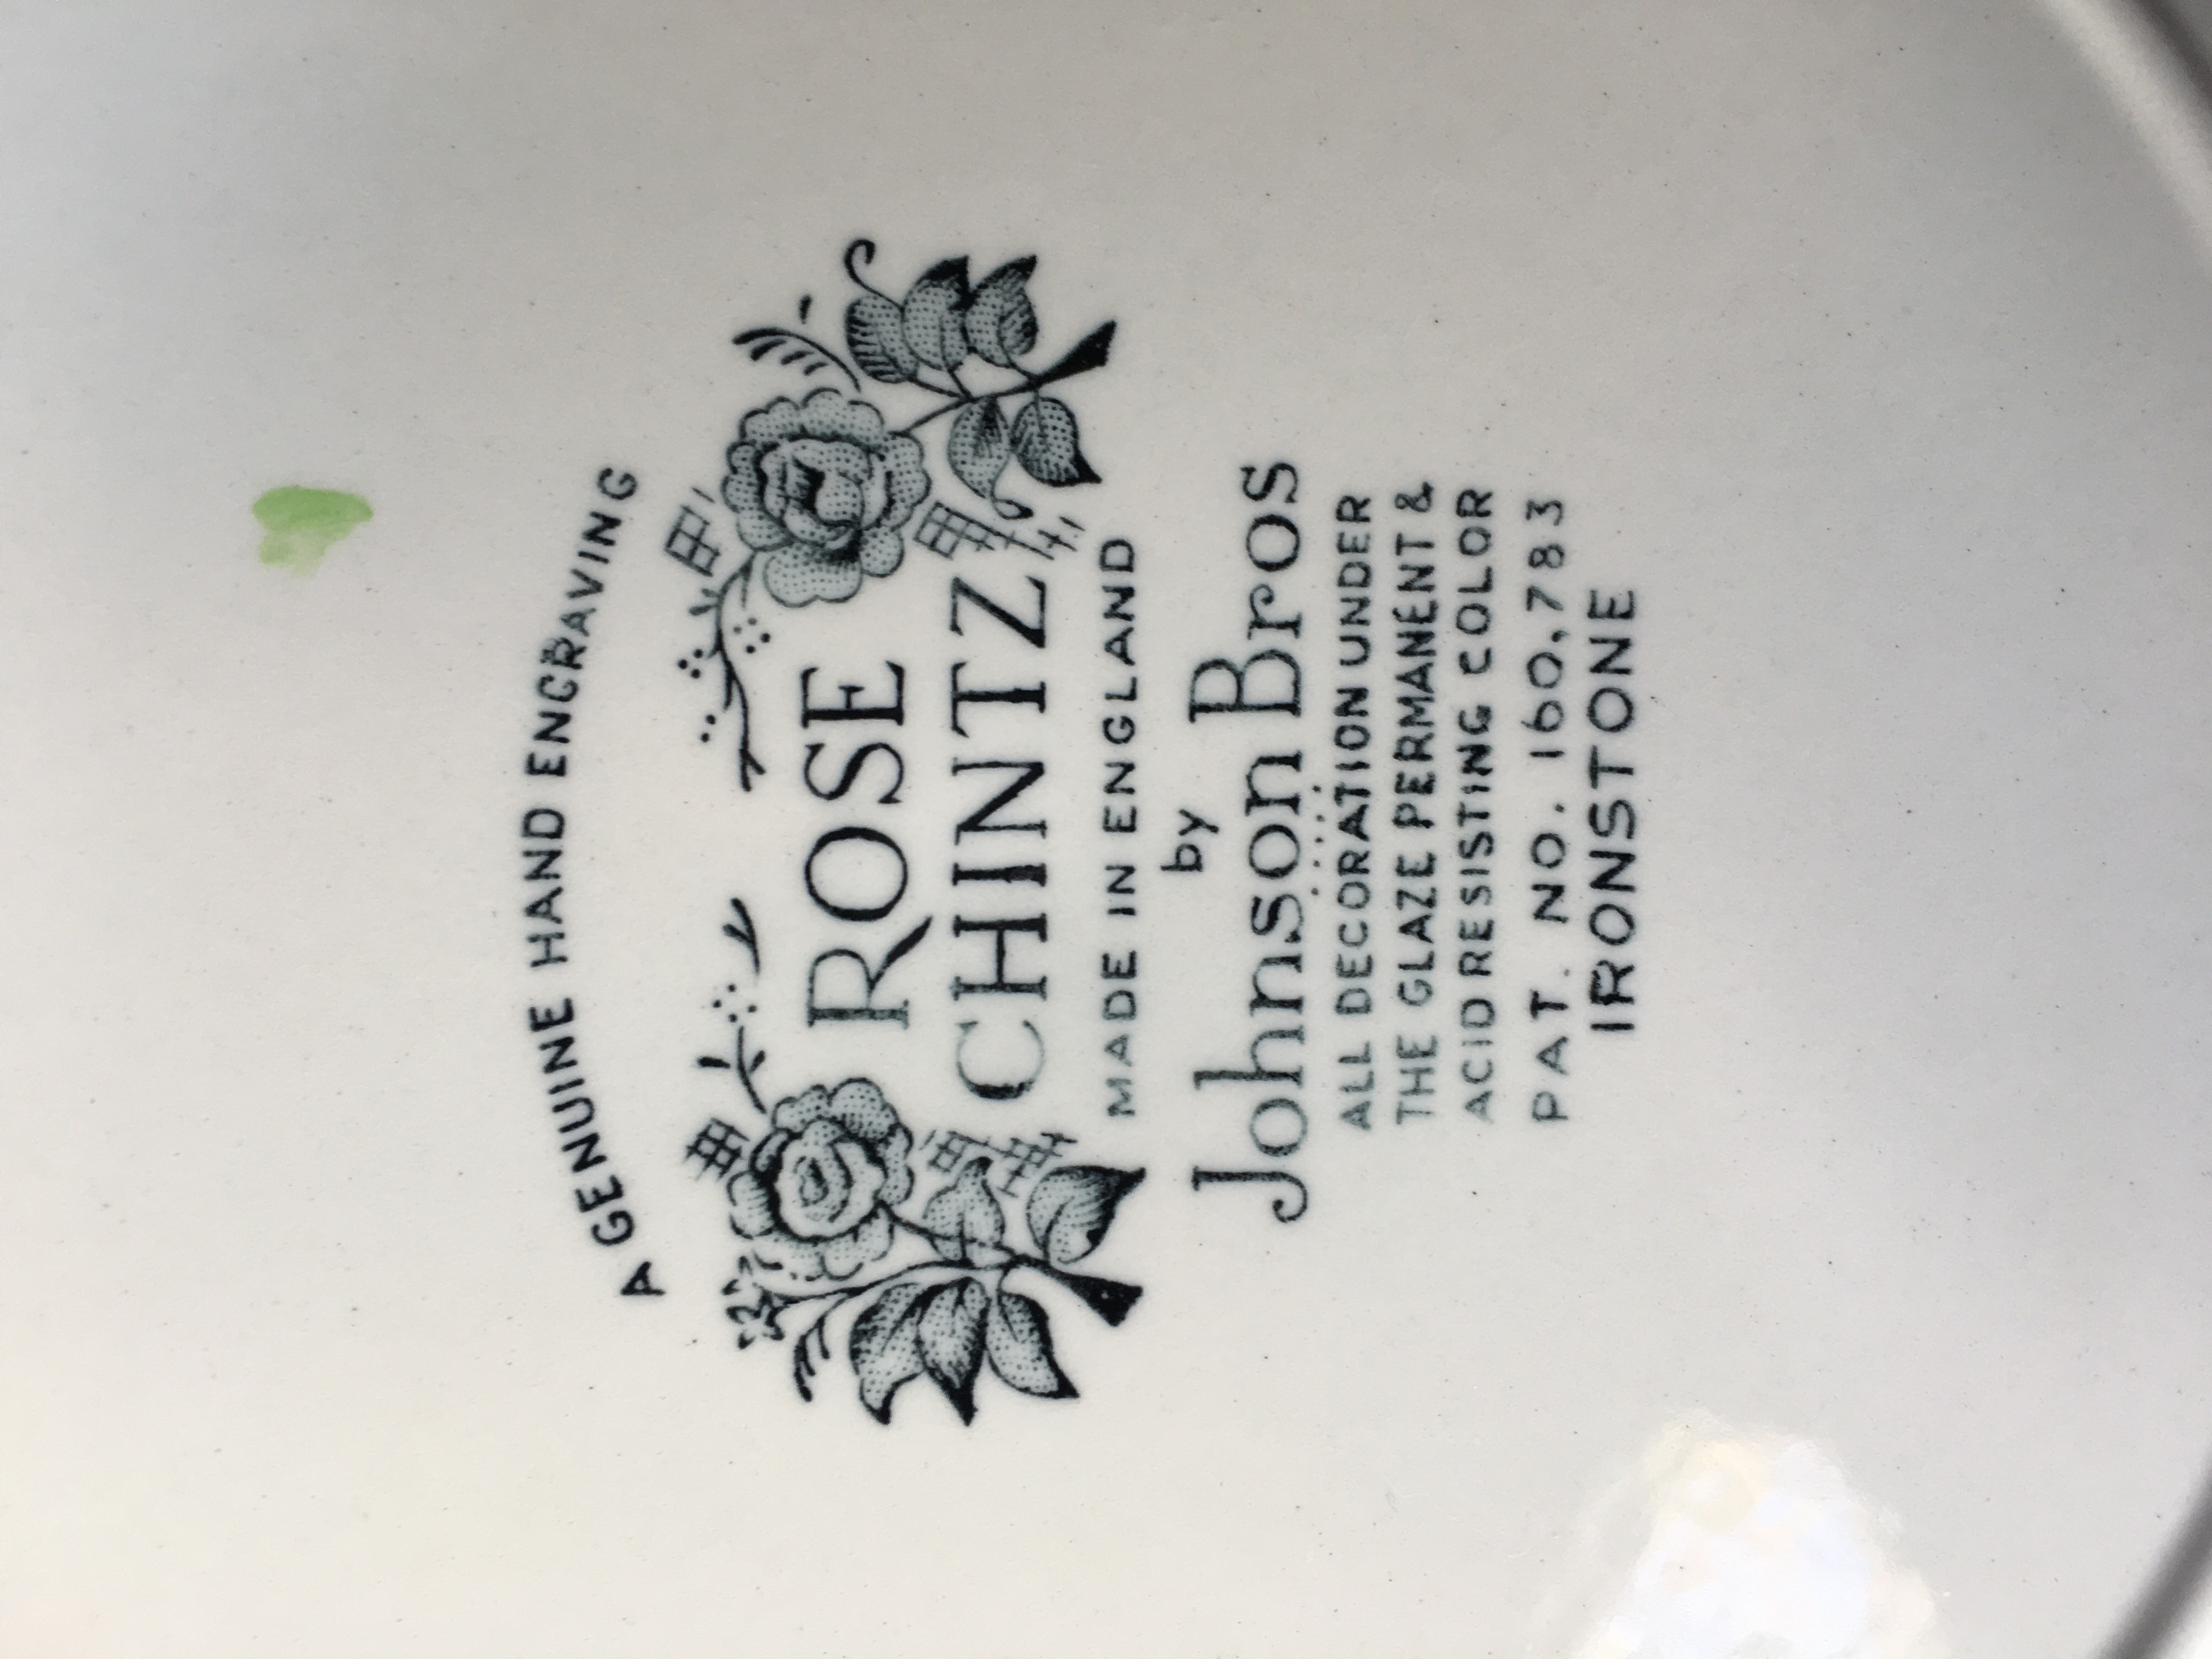 A GENUINE HAND ENGRAVING
ROSE
CHINTZ
MADE IN ENGLAND
by
Johnson Bros
ALL DECORATION UNDER
THE GLAZE PERMANENT &
ACID RESISTING COLOR
PAT. NO. 160,783
IRONSTONE